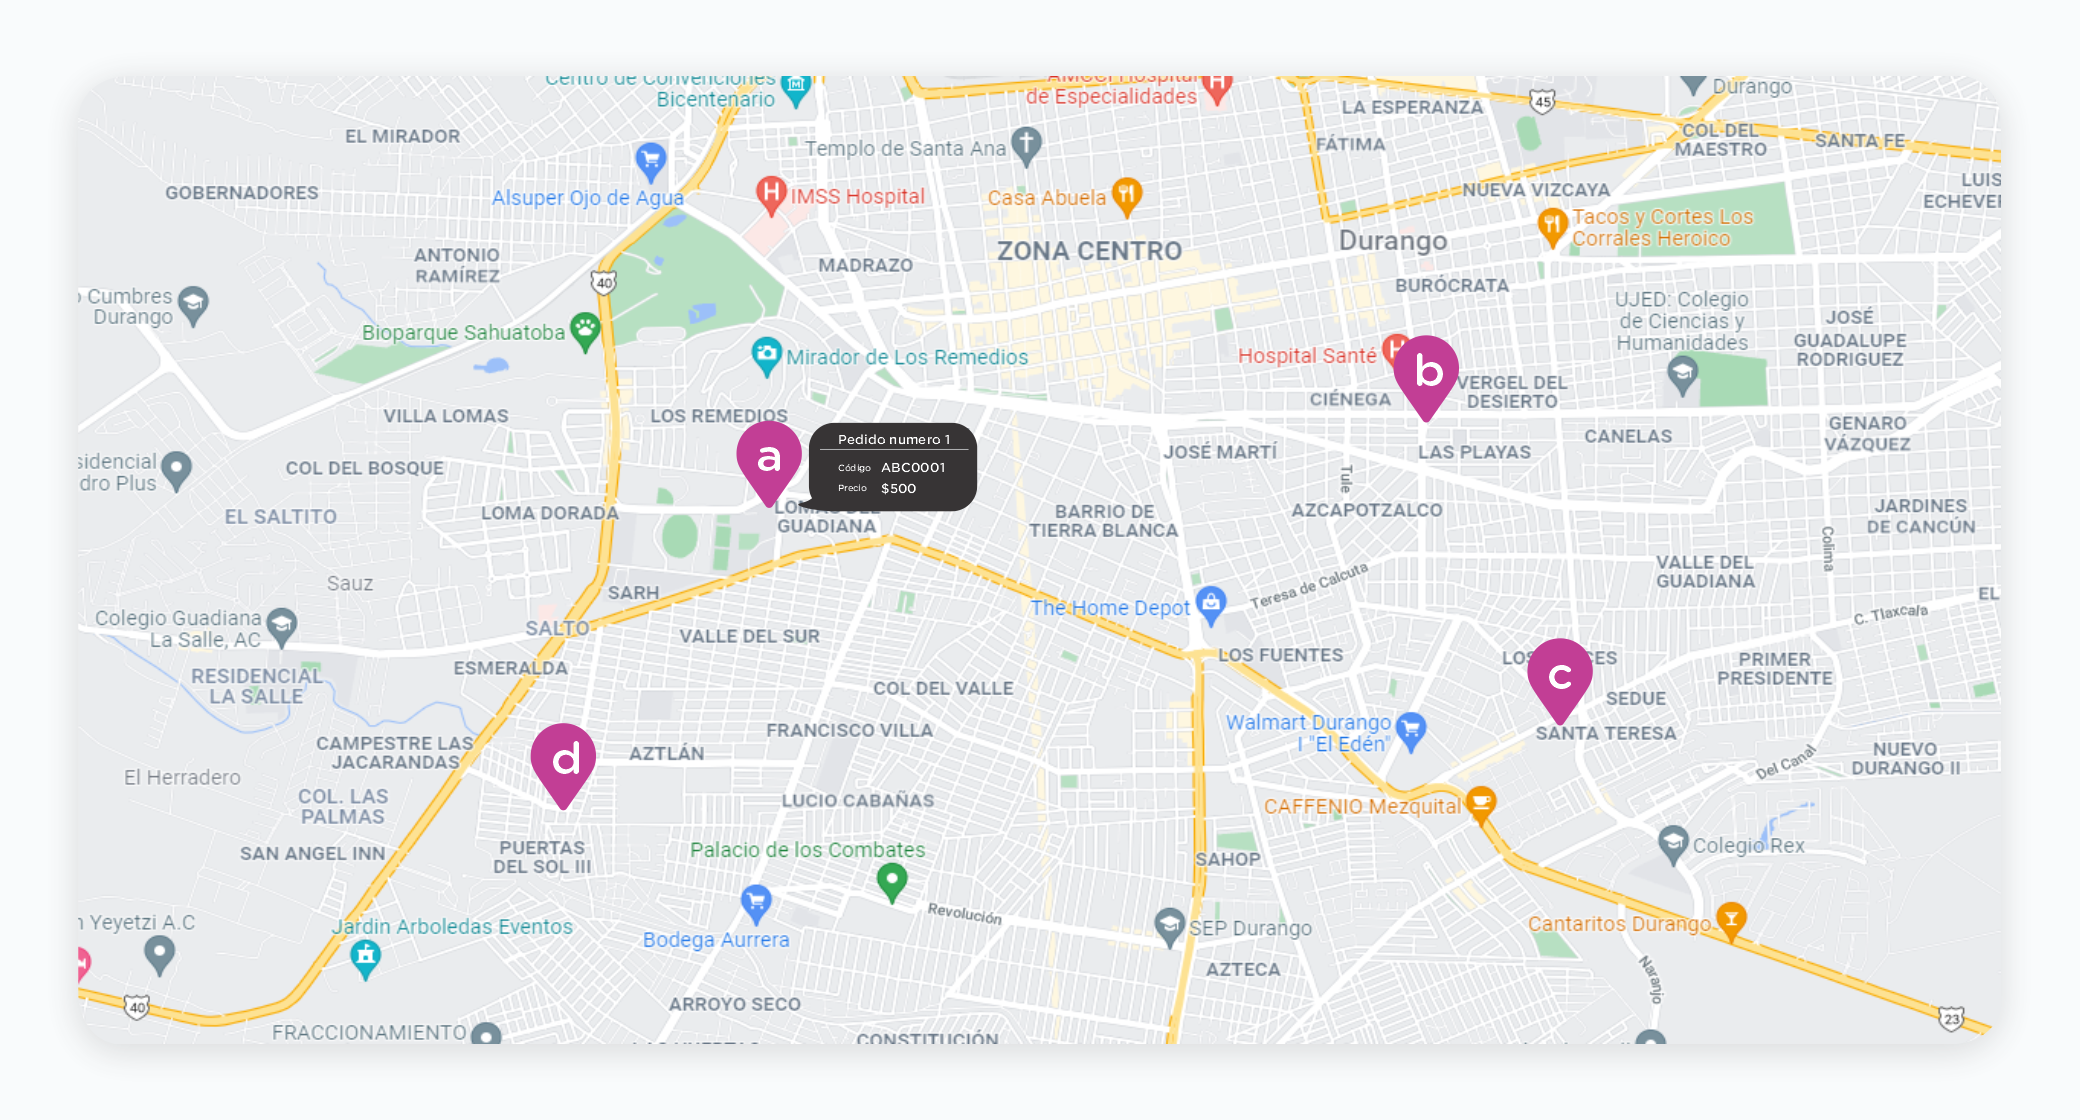 Centro de Convenciones
Bicentenario
AMCCI Hospital
de Especialidades
Durango
LA ESPERANZA
45
EL MIRADOR
Templo de Santa Ana
FÁTIMA
COL DEL
MAESTRO
SANTA FE
GOBERNADORES
Alsuper Ojo de Agua
IMSS Hospital
Casa Abuela
NUEVA VIZCAYA
LUIS
Tacos y Cortes Los
Corrales Heroico
ZONA CENTRO
Durango
ANTONIO
RAMÍREZ
MADRAZO
40
BURÓCRATA
Cumbres
Durango
UJED: Colegio
de Ciencias y
Humanidades
JOSÉ
GUADALUPE
RODRIGUEZ
Bioparque Sahuatoba
Mirador de Los Remedios
Hospital Santé
b
VERGEL DEL
DESIERTO
CIÉNEGA
VILLA LOMAS
LOS REMEDIOS
GENARO
VÁZQUEZ
CANELAS
a
Pedido numero 1
Código ABC0001
Precio $500
JOSÉ MARTÍ
LAS PLAYAS
COL DEL BOSQUE
dro Plus
Tule
EL SALTITO
LOMA DORADA
GUADIANA
BARRIO DE
TIERRA BLANCA
AZCAPOTZALCO
JARDINES
DE CANCÚN
Colima
VALLE DEL
GUADIANA
Sauz
SARH
Teresa de Calcuta
The Home Depot
EL
C. Tlaxcala
Colegio Guadiana
La Salle, AC
SALTO
VALLE DEL SUR
LOS FUENTES
c
PRIMER
PRESIDENTE
ESMERALDA
RESIDENCIAL
LA SALLE
COL DEL VALLE
SEDUE
SANTA TERESA
FRANCISCO VILLA
Walmart Durango
I "El Edén"
CAMPESTRE LAS
JACARANDAS
d
AZTLÁN
NUEVO
DURANGO II
Del Canal
El Herradero
COL. LAS
PALMAS
LUCIO CABAÑAS
CAFFENIO Mezquital
SAN ANGEL INN
PUERTAS
DEL SOL III
Palacio de los Combates
SAHOP
Colegio Rex
Yeyetzi A.C
Jardin Arboledas Eventos
Bodega Aurrera
Revolución
SEP Durango
Cantaritos Durango
AZTECA
Naranjo
40
ARROYO SECO
23
FRACCIONAMIENTO
CONSTITUCIÓN